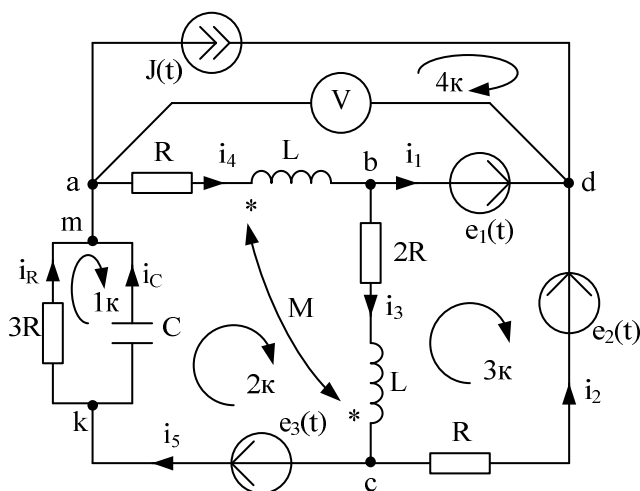 J(t)
V
4к
a
R
i4
L
b
i1
d
m
*
e1(t)
2R
iR
1к
iC
M
i3
3R
C
e2(t)
2к
L
3к
k
*
i5
e3(t)
c
R
i2